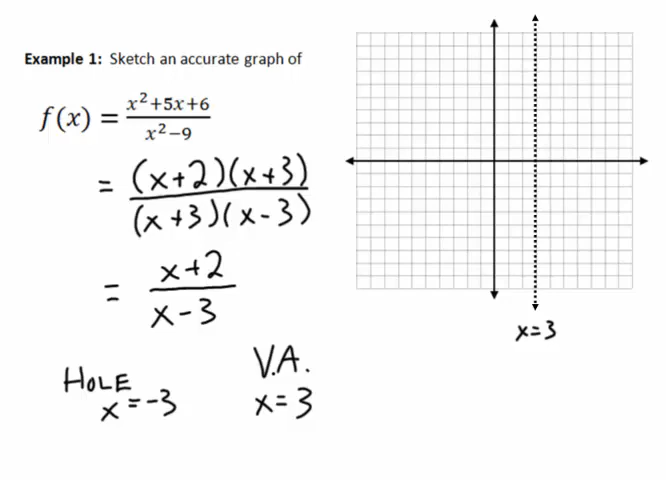 Example 1: Sketch an accurate graph of
f(x) = x²+5x+6 / x²−9
= (x+2)(x+3) / (x+3)(x-3)
= x+2 / x-3
HOLE
x=-3
V.A.
x=3
x=3